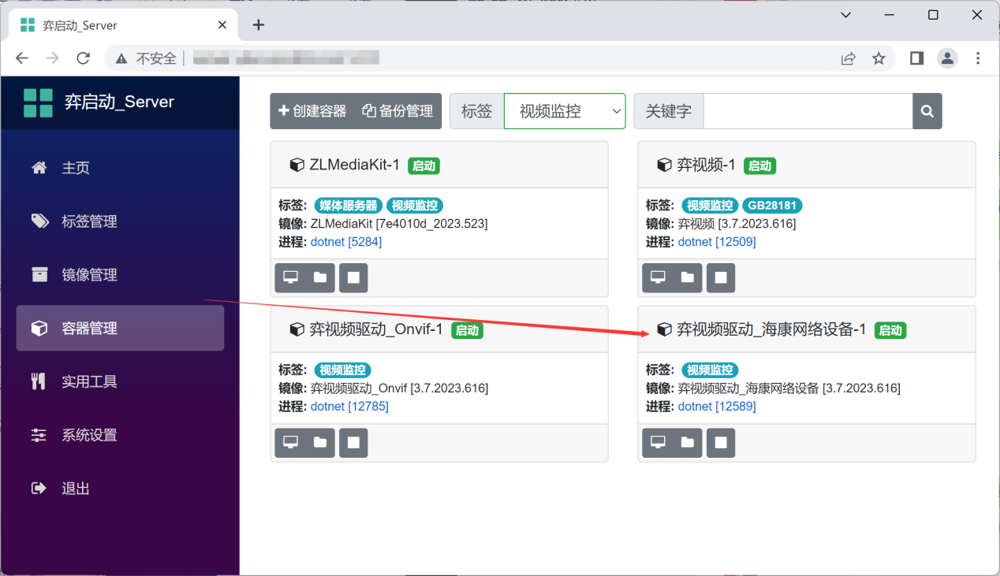 弈启动_Server
不安全
弈启动_Server
主页
标签管理
镜像管理
容器管理
实用工具
系统设置
退出
创建容器 备份管理 标签 视频监控 关键字
ZLMediaKit-1 启动
标签: 媒体服务器 视频监控
镜像: ZLMediaKit [7e4010d_2023.523]
进程: dotnet [5284]
弈视频-1 启动
标签: 视频监控 GB28181
镜像: 弈视频 [3.7.2023.616]
进程: dotnet [12509]
弈视频驱动_Onvif-1 启动
标签: 视频监控
镜像: 弈视频驱动_Onvif [3.7.2023.616]
进程: dotnet [12785]
弈视频驱动_海康网络设备-1 启动
标签: 视频监控
镜像: 弈视频驱动_海康网络设备 [3.7.2023.616]
进程: dotnet [12589]